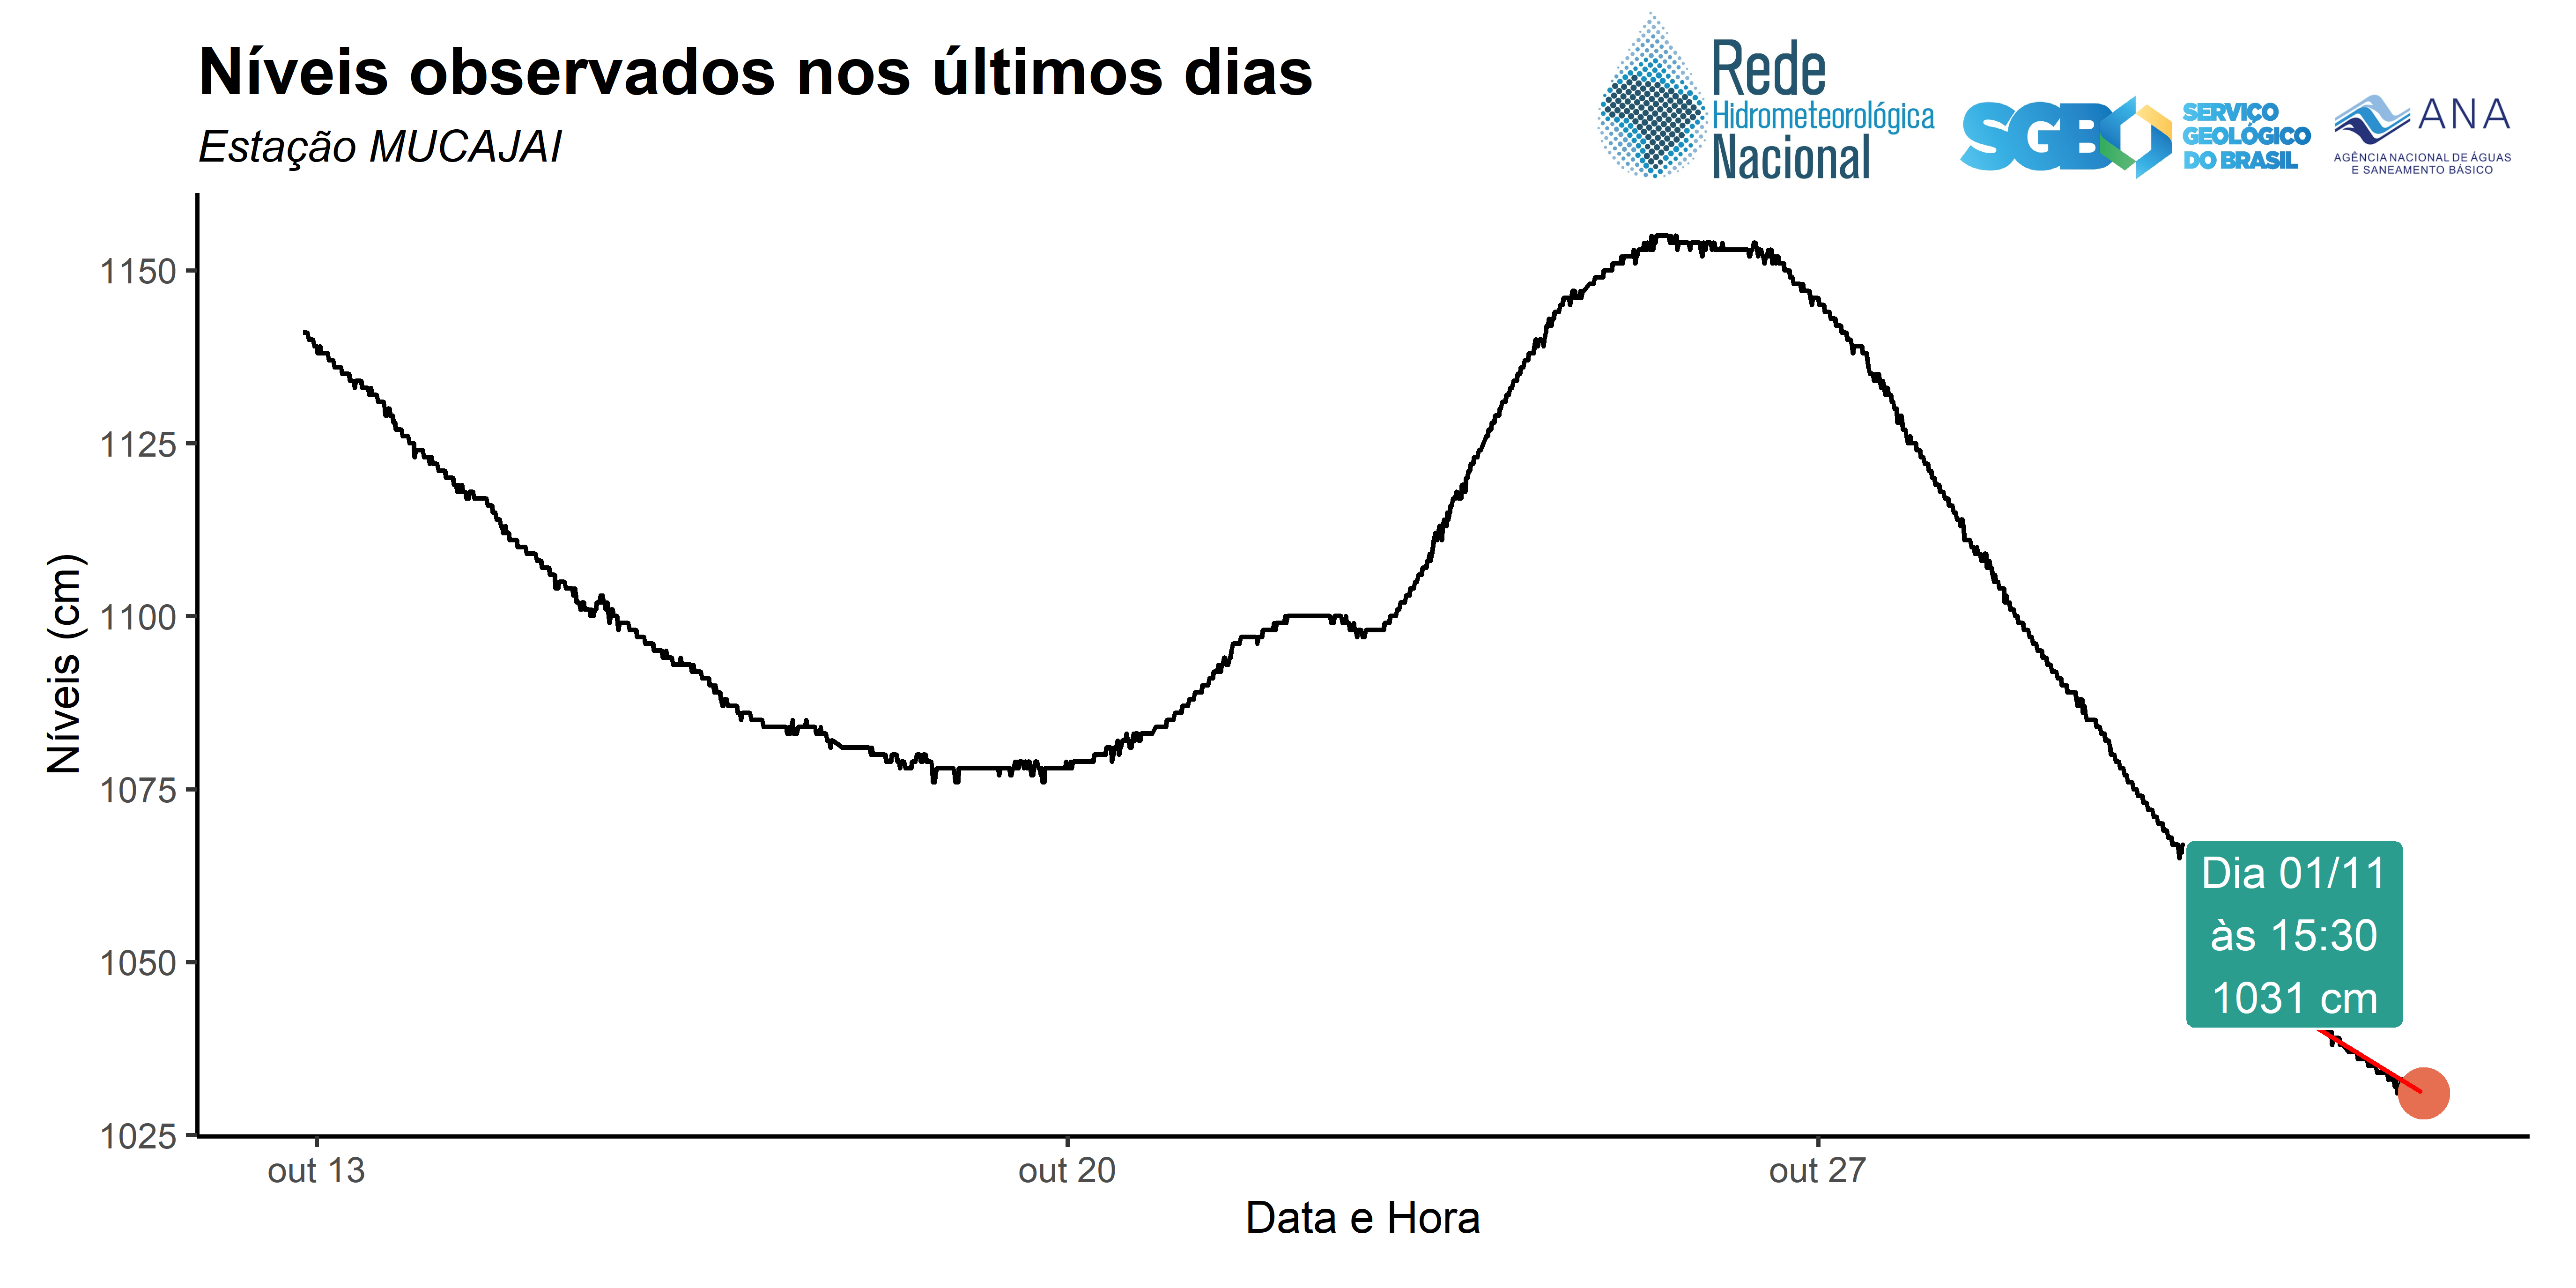 Níveis observados nos últimos dias
Estação MUCAJAI
Rede
Hidrometeorológica
Nacional
SGB
SERVIÇO
GEOLÓGICO
DO BRASIL
ANA
AGÊNCIA NACIONAL DE ÁGUAS
E SANEAMENTO BÁSICO
Níveis (cm)
1150
1125
1100
1075
1050
1025
Dia 01/11
às 15:30
1031 cm
out 13
out 20
out 27
Data e Hora